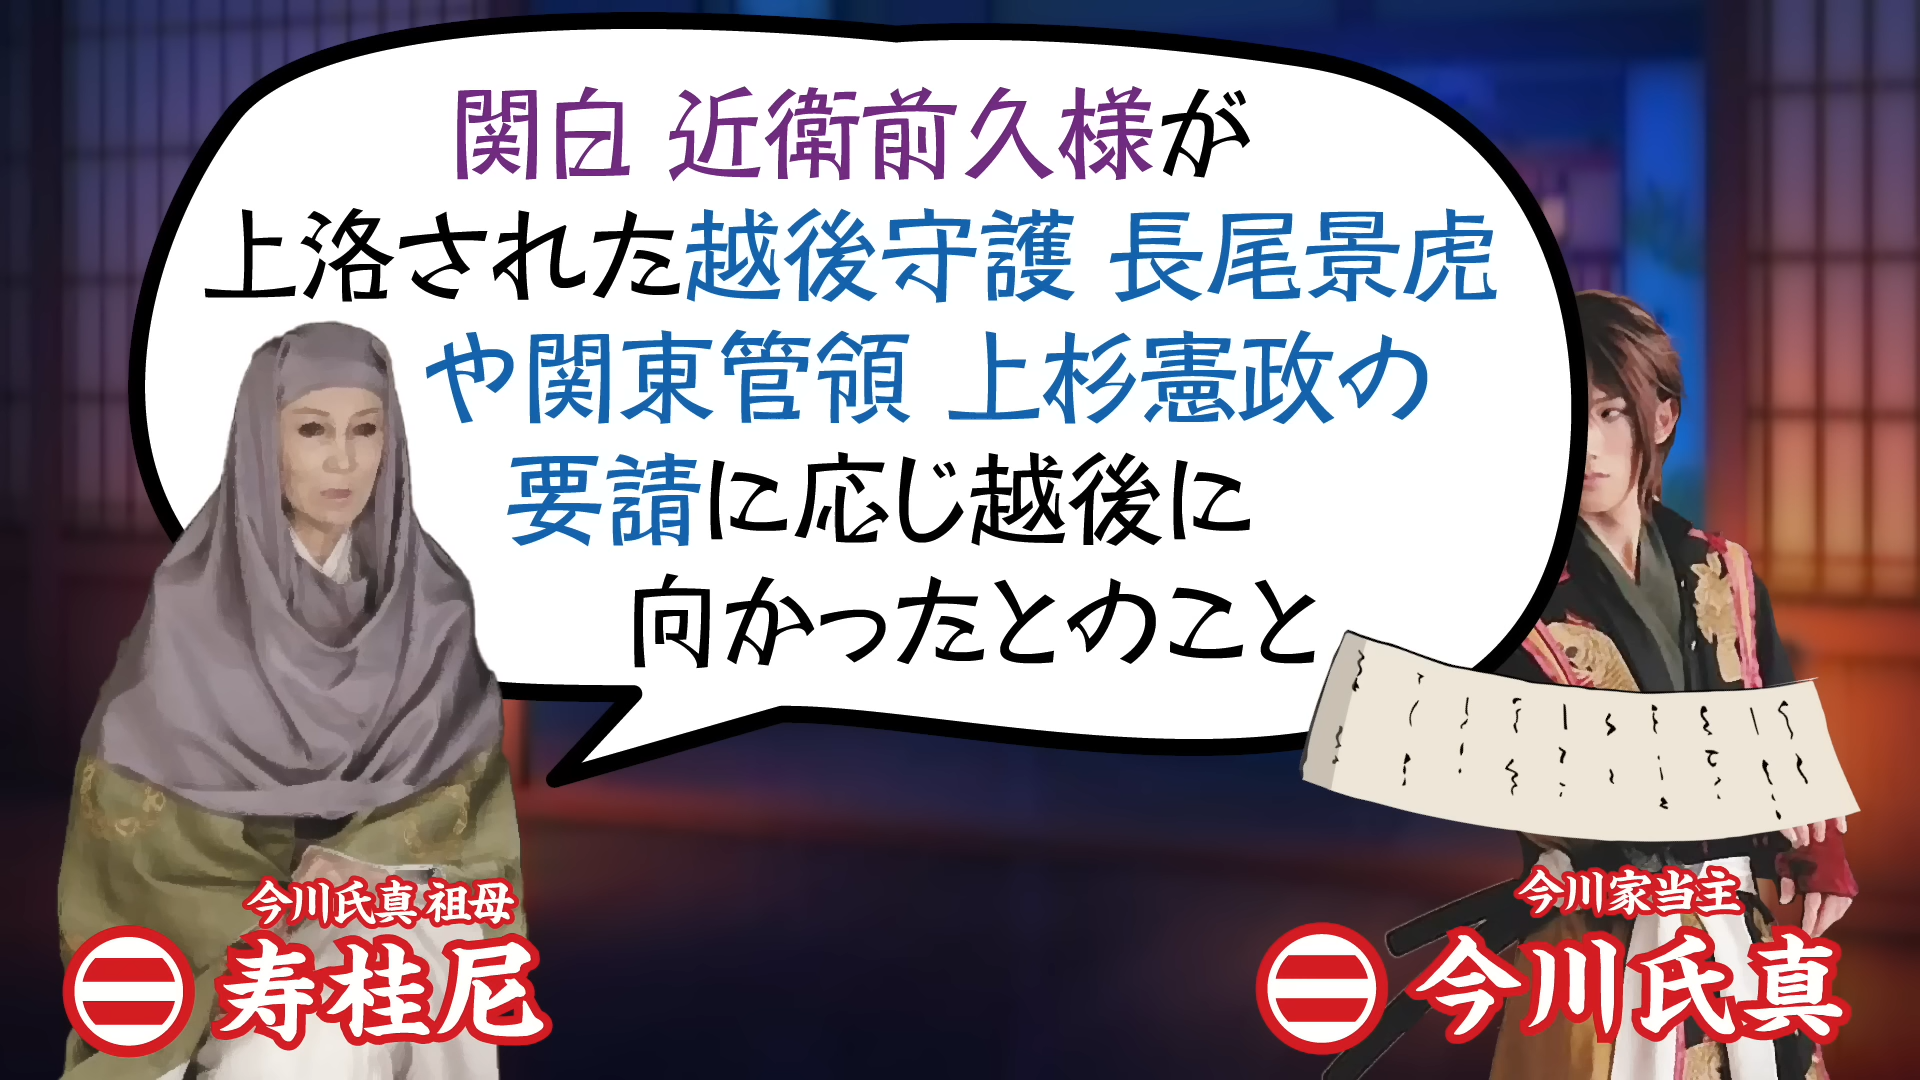 関白 近衛前久様が
上洛された越後守護 長尾景虎
や関東管領 上杉憲政の
要請に応じ越後に
向かったとのこと
今川氏真 祖母
寿桂尼
今川家当主
今川氏真